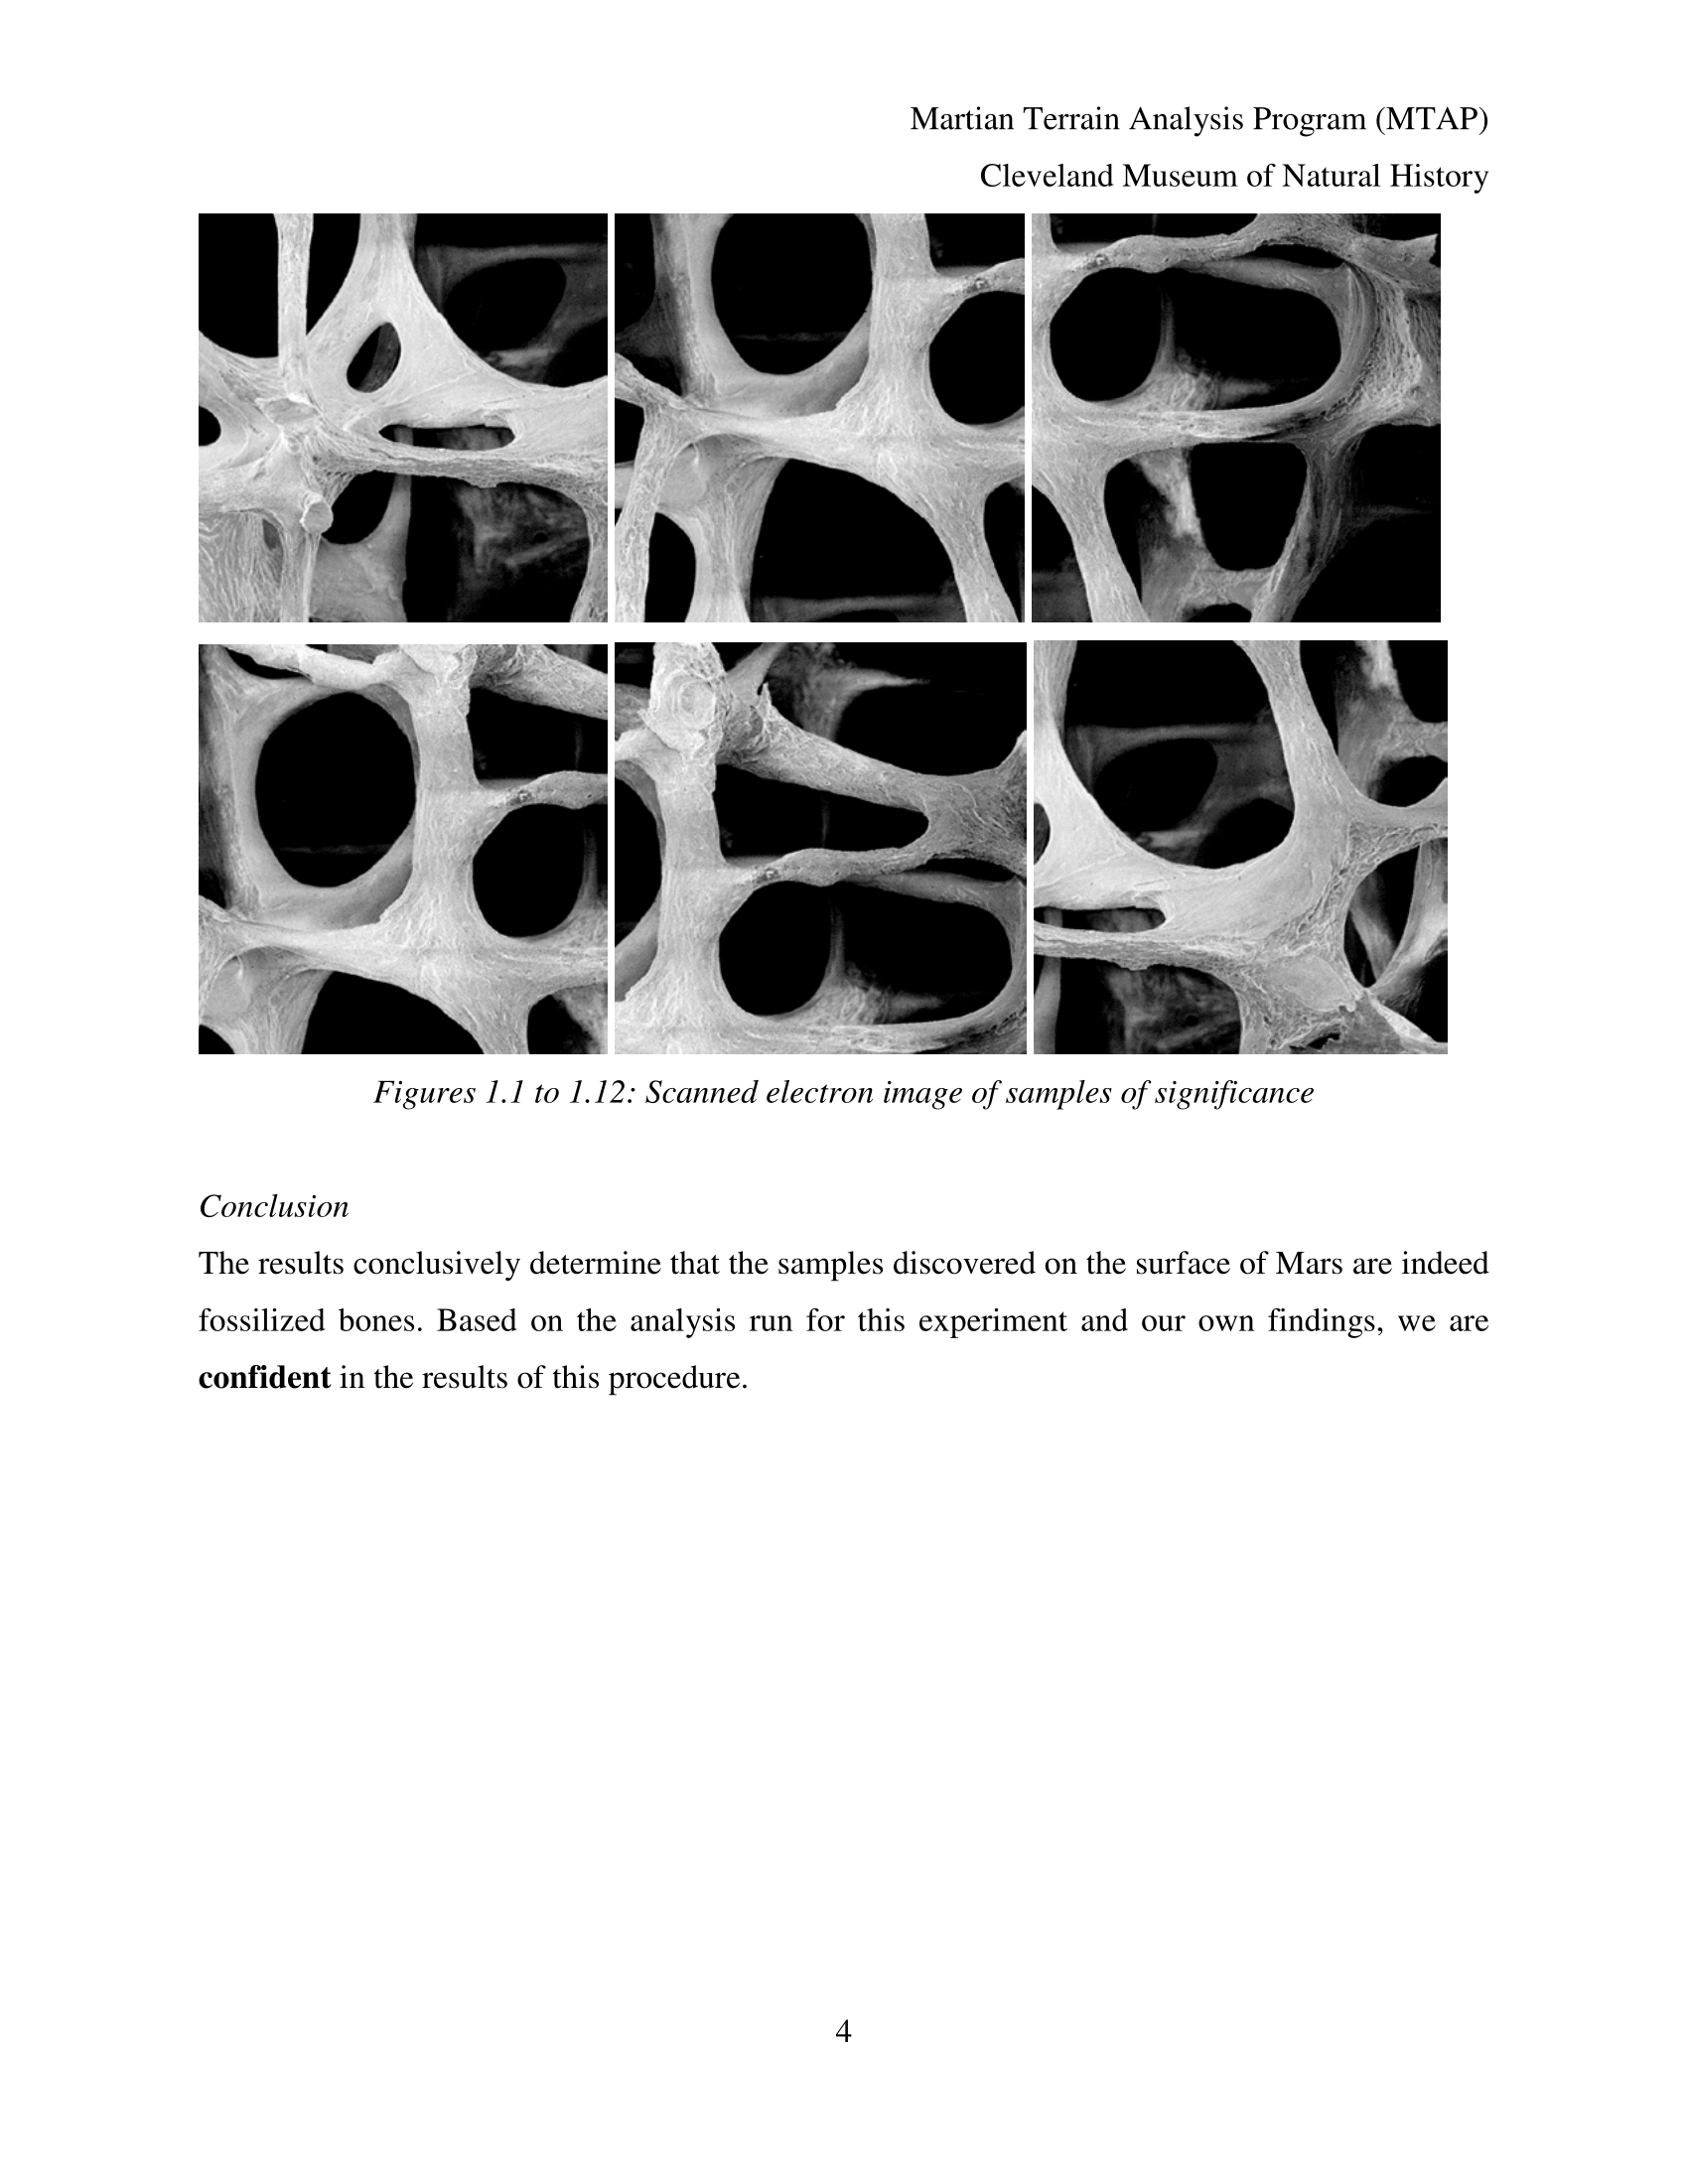 Martian Terrain Analysis Program (MTAP)
Cleveland Museum of Natural History
Figures 1.1 to 1.12: Scanned electron image of samples of significance
Conclusion
The results conclusively determine that the samples discovered on the surface of Mars are indeed
fossilized bones. Based on the analysis run for this experiment and our own findings, we are
confident in the results of this procedure.
4